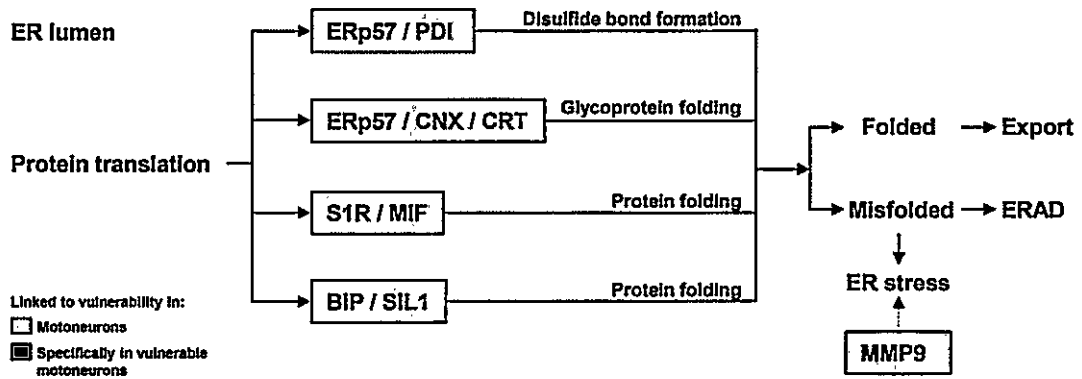 ER lumen
ERp57 / PDI
Disulfide bond formation
ERp57 / CNX / CRT
Glycoprotein folding
Protein translation
Folded
Export
S1R / MIF
Protein folding
Misfolded
ERAD
BIP / SIL1
Protein folding
ER stress
MMP9
Linked to vulnerability in:
Motoneurons
Specifically in vulnerable
motoneurons